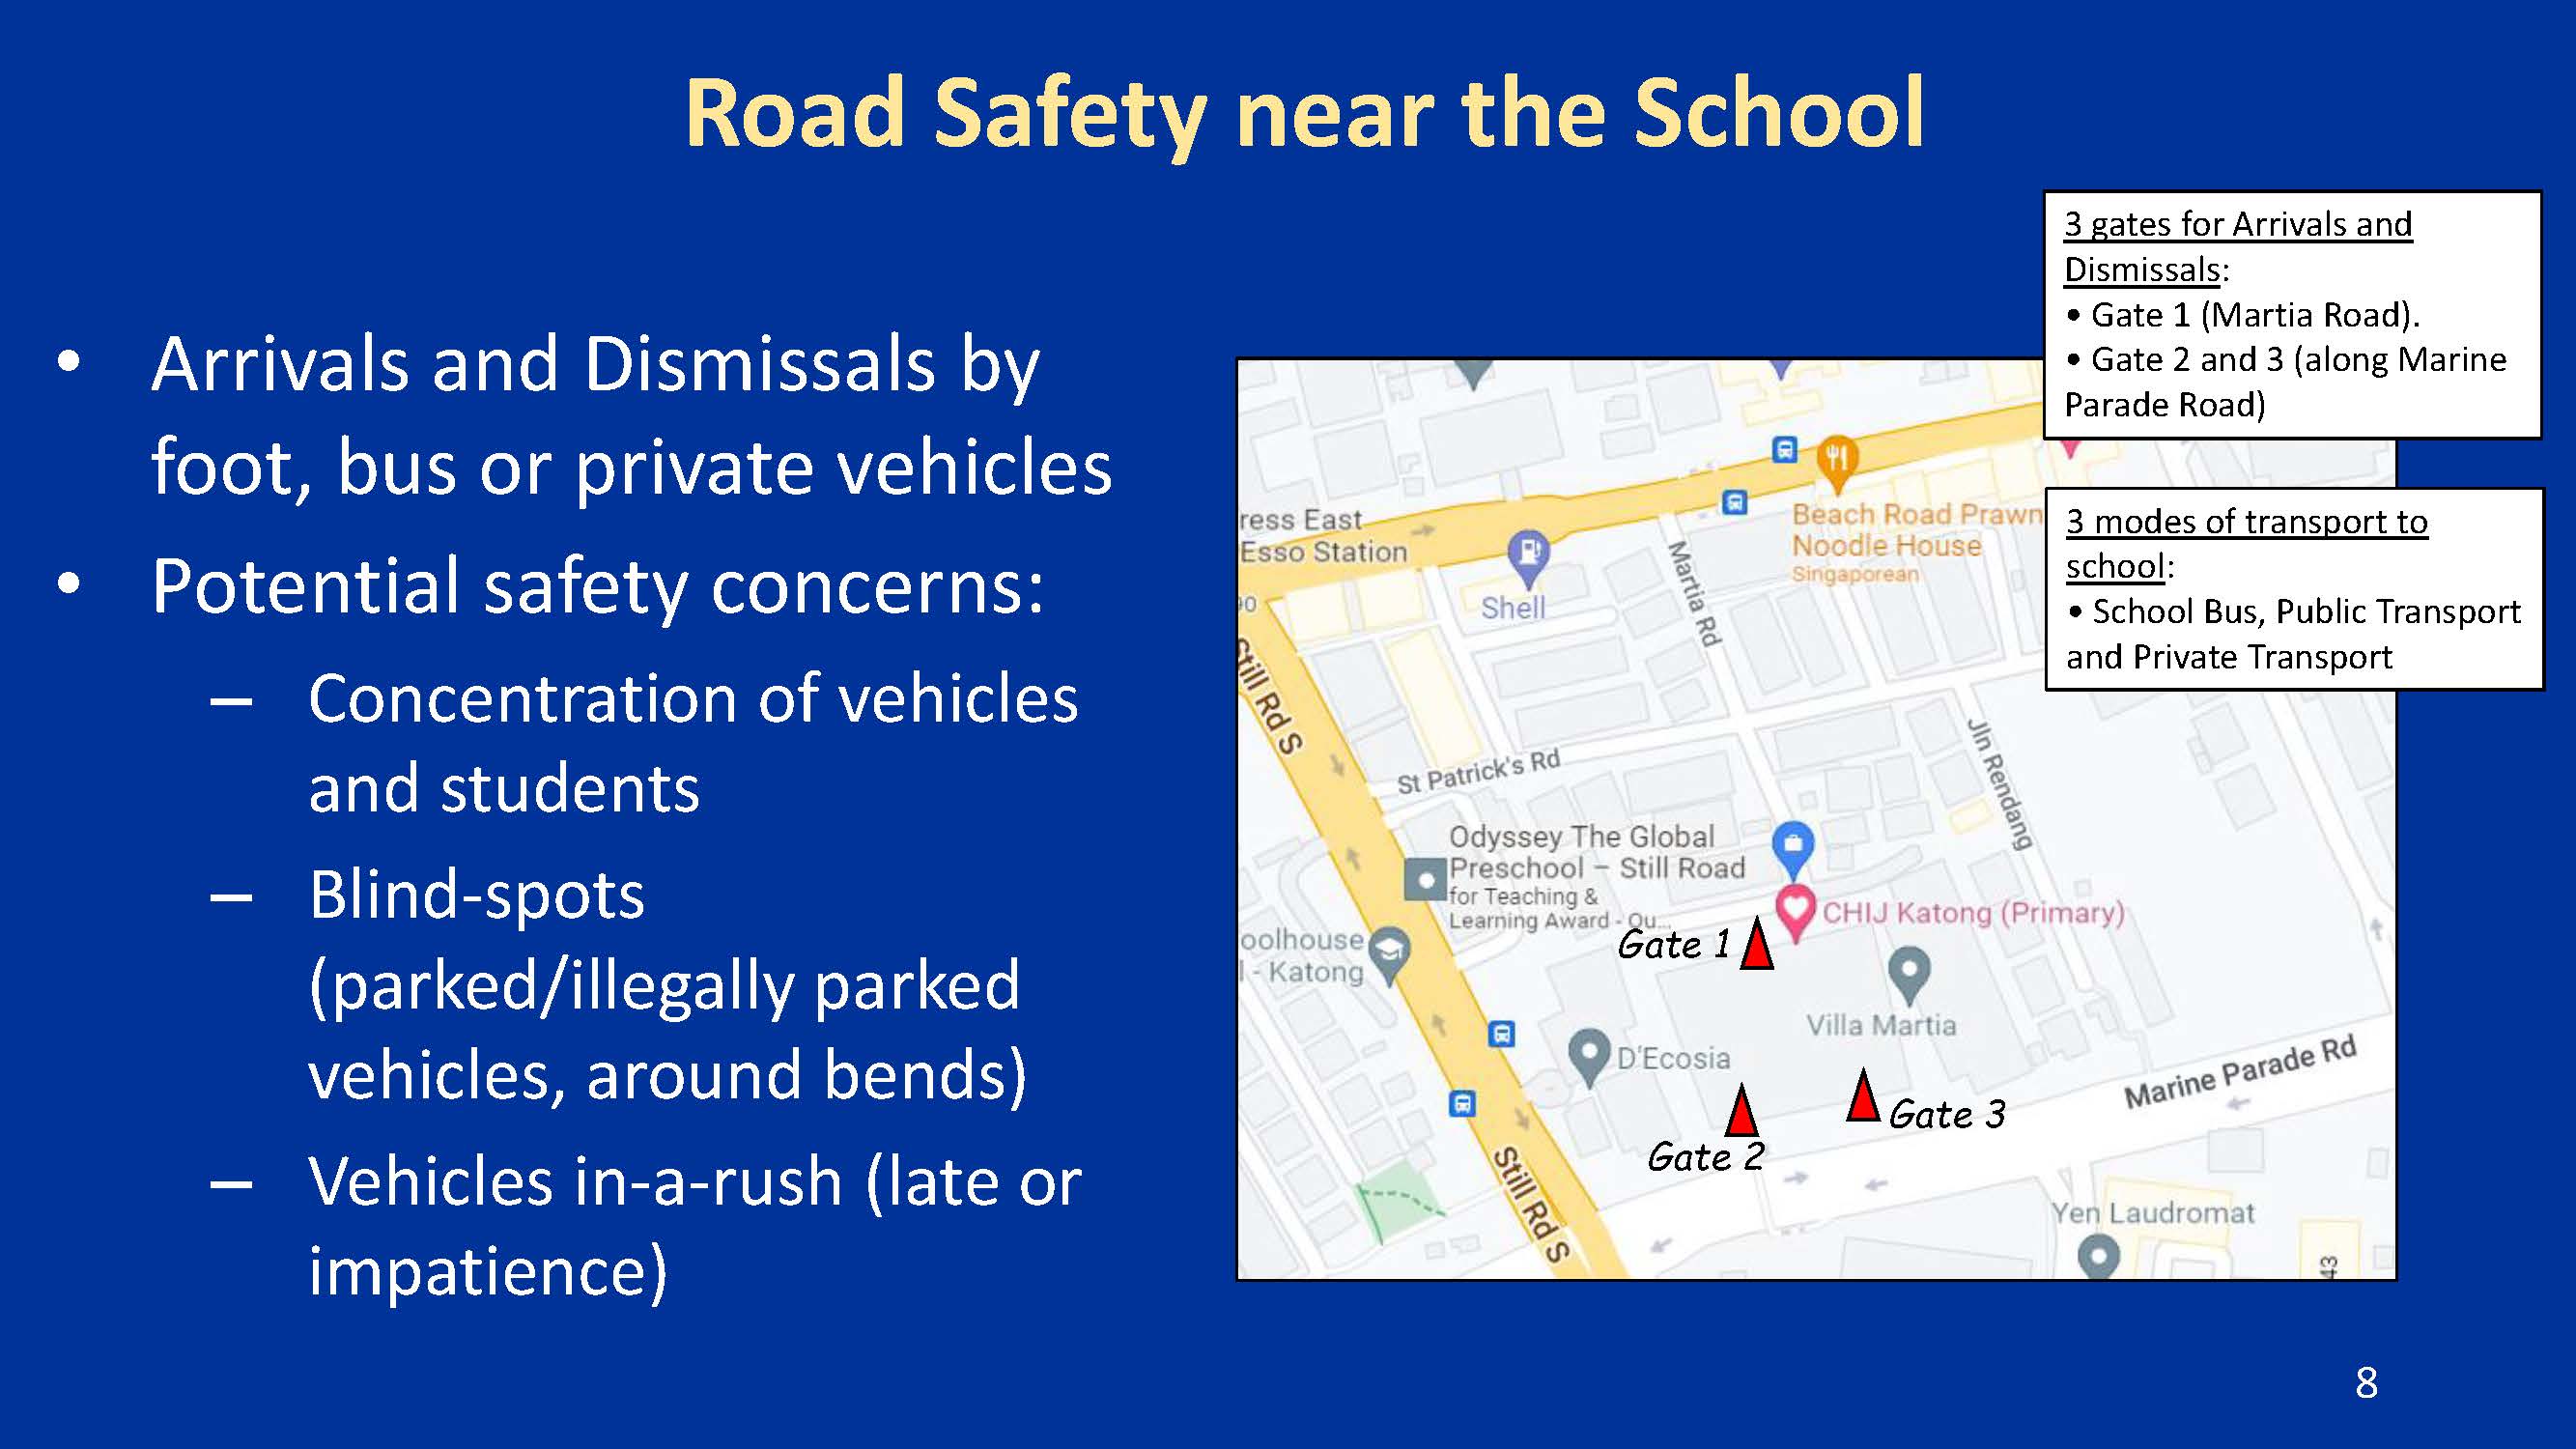 Road Safety near the School
• Arrivals and Dismissals by
foot, bus or private vehicles
• Potential safety concerns:
– Concentration of vehicles
and students
– Blind-spots
(parked/illegally parked
vehicles, around bends)
– Vehicles in-a-rush (late or
impatience)
3 gates for Arrivals and
Dismissals:
• Gate 1 (Martia Road).
• Gate 2 and 3 (along Marine
Parade Road)
3 modes of transport to
school:
• School Bus, Public Transport
and Private Transport
ress East
Esso Station
Shell
Martia Rd
Beach Road Prawn
Noodle House
Singaporean
Still Rd S
St Patrick's Rd
Jln Rendang
Odyssey The Global
Preschool – Still Road
for Teaching &
Learning Award - Qu...
CHIJ Katong (Primary)
Gate 1
oolhouse
l - Katong
Villa Martia
D'Ecosia
Marine Parade Rd
Gate 3
Gate 2
Still Rd S
Yen Laudromat
43
8